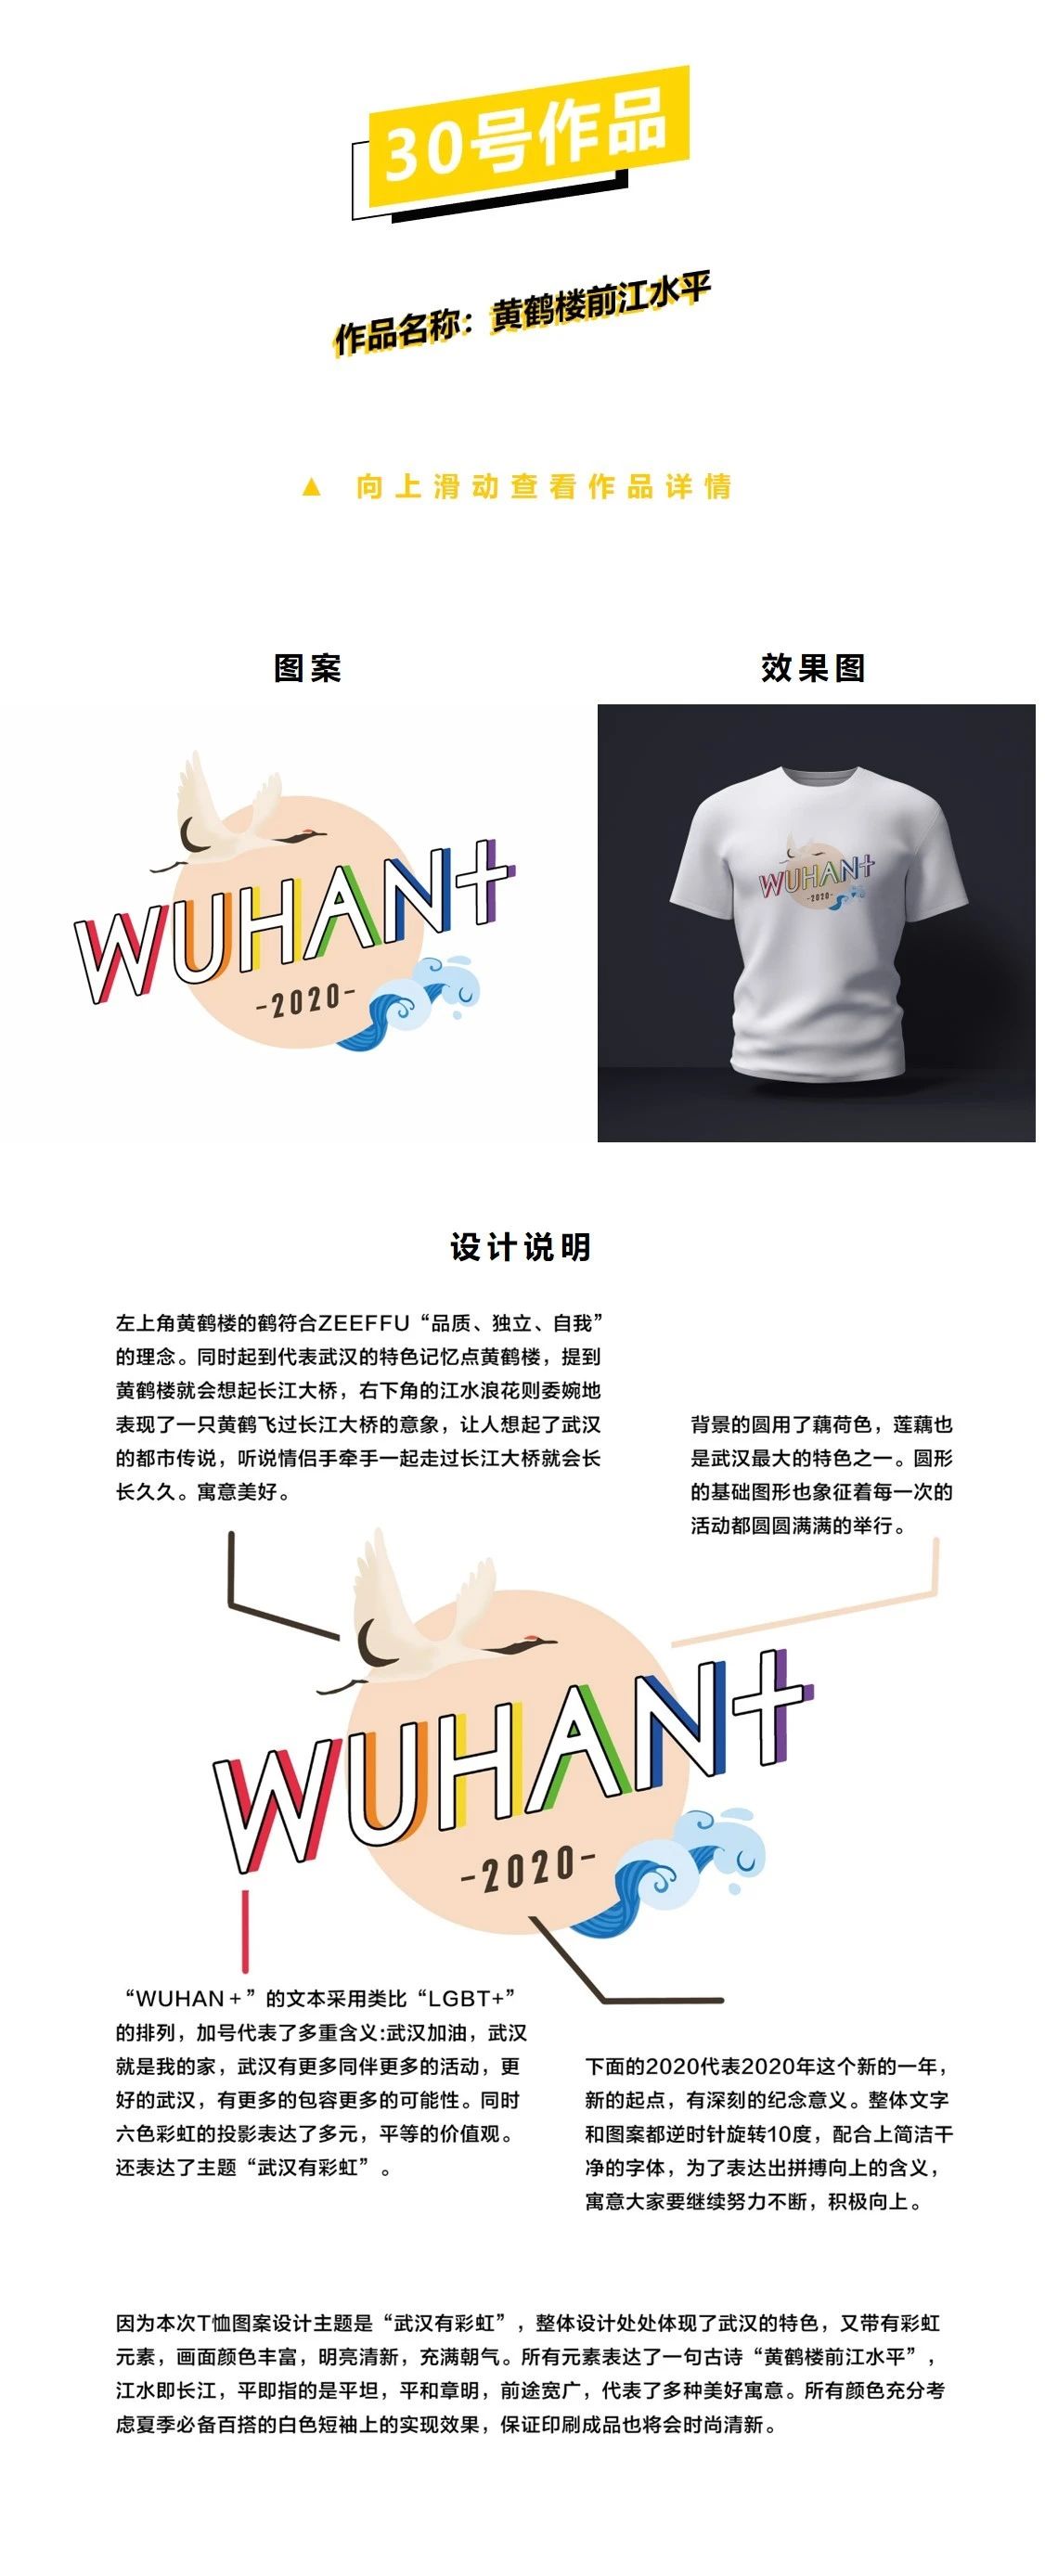 30号作品
作品名称：黄鹤楼前江水平
▲ 向上滑动查看作品详情
图案
效果图
WUHAN+
-2020-
WUHAN+
-2020-
设计说明
左上角黄鹤楼的鹤符合ZEEFFU“品质、独立、自我”
的理念。同时起到代表武汉的特色记忆点黄鹤楼，提到
黄鹤楼就会想起长江大桥，右下角的江水浪花则委婉地
表现了一只黄鹤飞过长江大桥的意象，让人想起了武汉
的都市传说，听说情侣手牵手一起走过长江大桥就会长
长久久。寓意美好。
背景的圆用了藕荷色，莲藕也
是武汉最大的特色之一。圆形
的基础图形也象征着每一次的
活动都圆圆满满的举行。
WUHAN+
-2020-
“WUHAN+”的文本采用类比“LGBT+”
的排列，加号代表了多重含义:武汉加油，武汉
就是我的家，武汉有更多同伴更多的活动，更
好的武汉，有更多的包容更多的可能性。同时
六色彩虹的投影表达了多元，平等的价值观。
还表达了主题“武汉有彩虹”。
下面的2020代表2020年这个新的一年，
新的起点，有深刻的纪念意义。整体文字
和图案都逆时针旋转10度，配合上简洁干
净的字体，为了表达出拼搏向上的含义，
寓意大家要继续努力不断，积极向上。
因为本次T恤图案设计主题是“武汉有彩虹”，整体设计处处体现了武汉的特色，又带有彩虹
元素，画面颜色丰富，明亮清新，充满朝气。所有元素表达了一句古诗“黄鹤楼前江水平”，
江水即长江，平即指的是平坦，平和章明，前途宽广，代表了多种美好寓意。所有颜色充分考
虑夏季必备百搭的白色短袖上的实现效果，保证印刷成品也将会时尚清新。